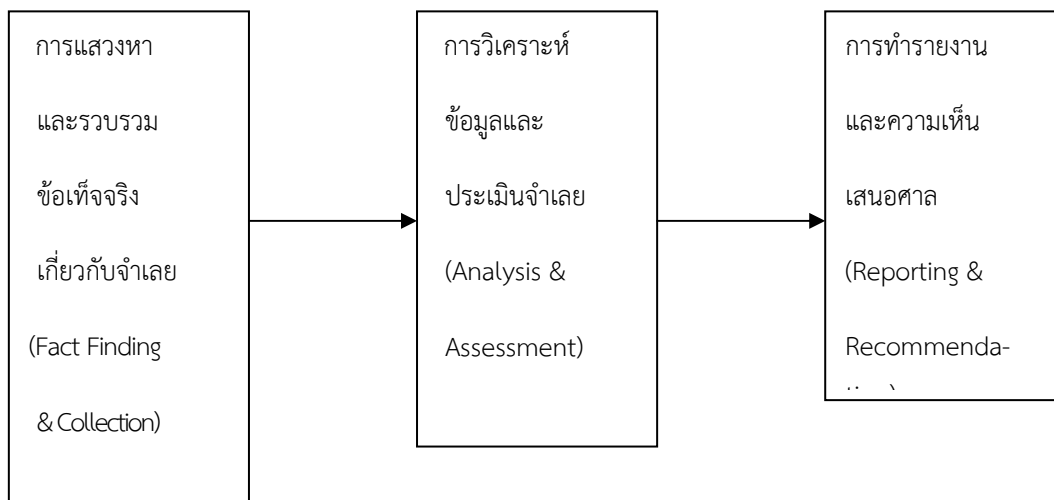 การแสวงหา
และรวบรวม
ข้อเท็จจริง
เกี่ยวกับจำเลย
(Fact Finding
& Collection)
การวิเคราะห์
ข้อมูลและ
ประเมินจำเลย
(Analysis &
Assessment)
การทำรายงาน
และความเห็น
เสนอศาล
(Reporting &
Recommenda-